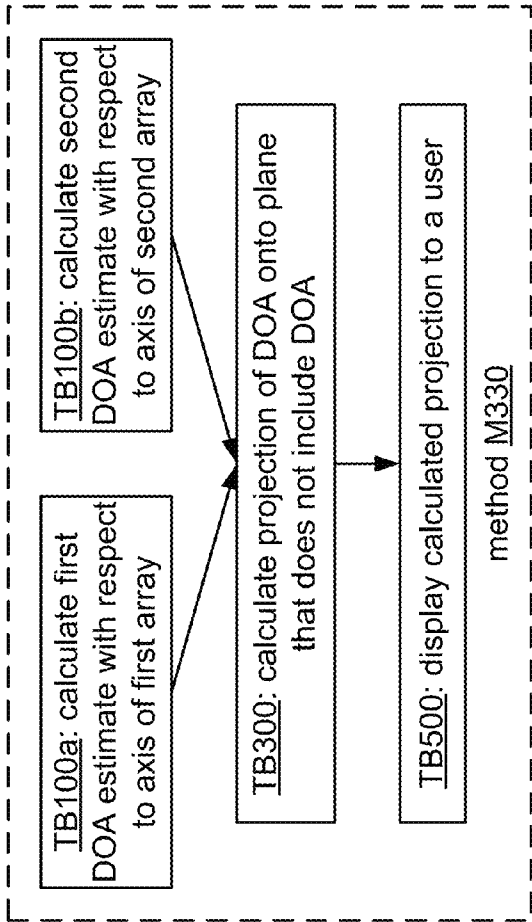 TB100a: calculate first
DOA estimate with respect
to axis of first array
TB100b: calculate second
DOA estimate with respect
to axis of second array
TB300: calculate projection of DOA onto plane
that does not include DOA
TB500: display calculated projection to a user
method M330